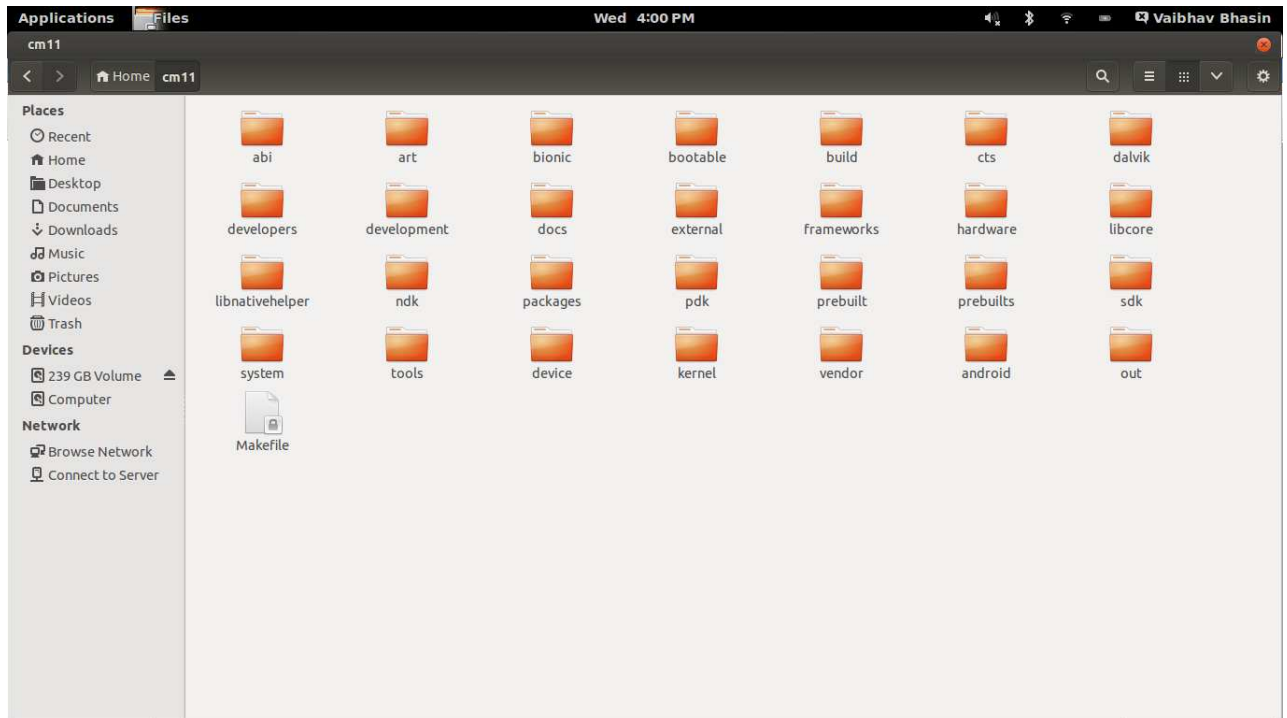 Applications Files Wed 4:00 PM Vaibhav Bhasin
cm11
Home cm11
Places
Recent
Home
Desktop
Documents
Downloads
Music
Pictures
Videos
Trash
Devices
239 GB Volume
Computer
Network
Browse Network
Connect to Server
abi art bionic bootable build cts dalvik
developers development docs external frameworks hardware libcore
libnativehelper ndk packages pdk prebuilt prebuilts sdk
system tools device kernel vendor android out
Makefile